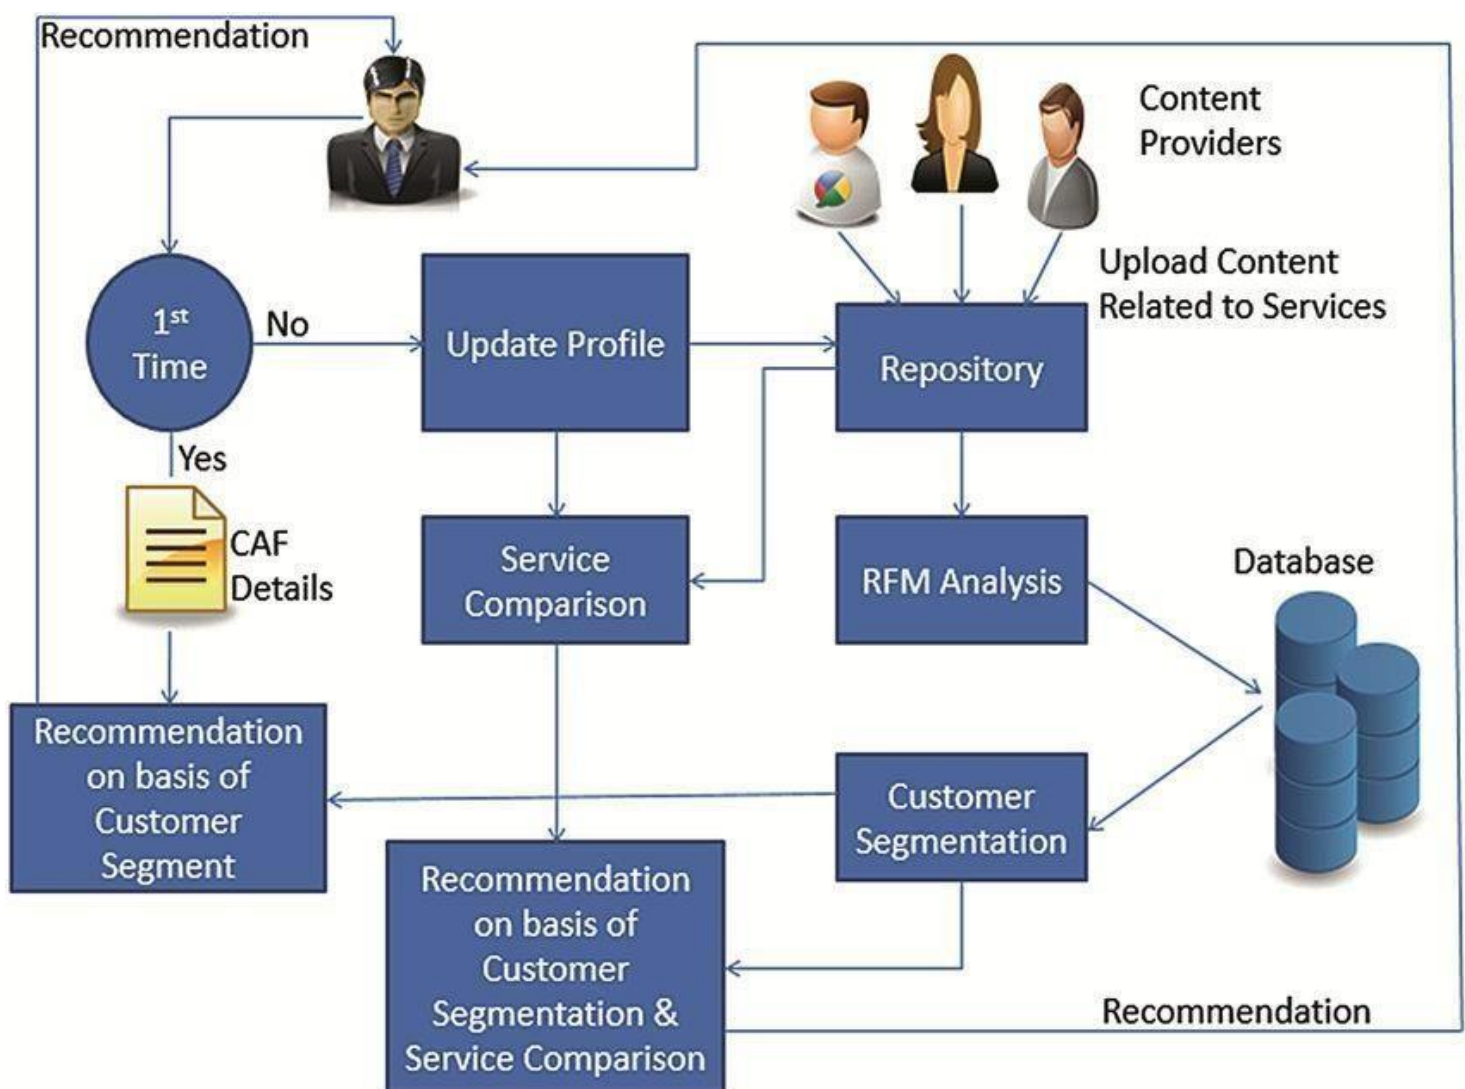 Recommendation
Content
Providers
Upload Content
Related to Services
1st
Time
No
Update Profile
Repository
Yes
CAF
Details
Service
Comparison
RFM Analysis
Database
Recommendation
on basis of
Customer
Segment
Customer
Segmentation
Recommendation
on basis of
Customer
Segmentation &
Service Comparison
Recommendation